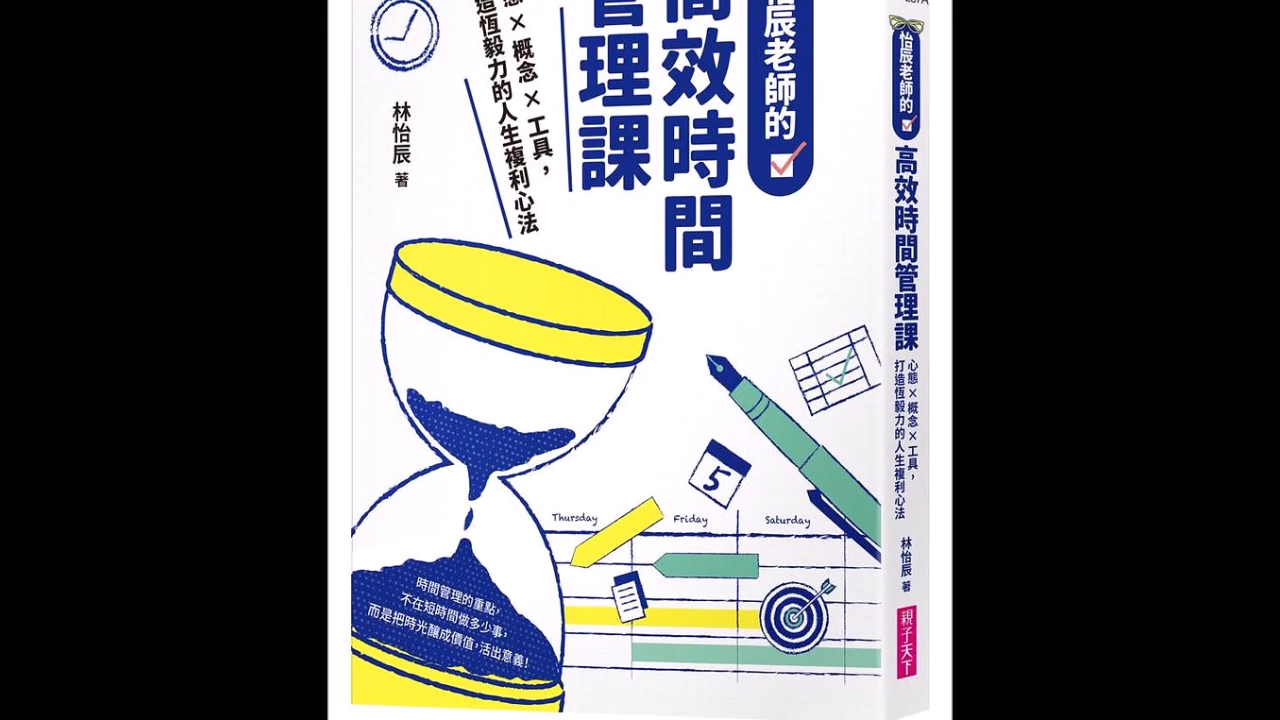 怡辰老師的
高效時間
管理課
態 × 概念 × 工具，
造恆毅力的人生複利心法
林怡辰 著
5
Thursday
Friday
Saturday
時間管理的重點，
不在短時間做多少事，
而是把時光釀成價值，活出意義！
怡辰老師的
高效時間管理課
心態 × 概念 × 工具，
打造恆毅力的人生複利心法
林怡辰 著
親子天下